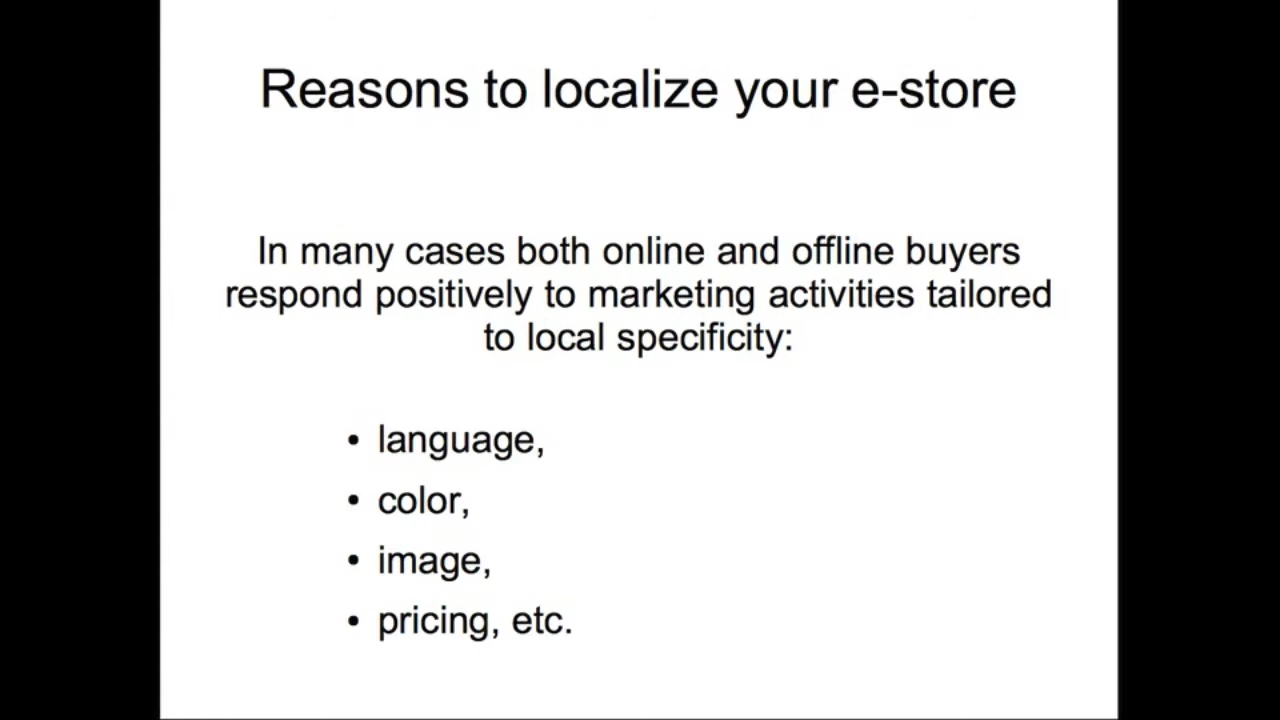 Reasons to localize your e-store
In many cases both online and offline buyers
respond positively to marketing activities tailored
to local specificity:
• language,
• color,
• image,
• pricing, etc.